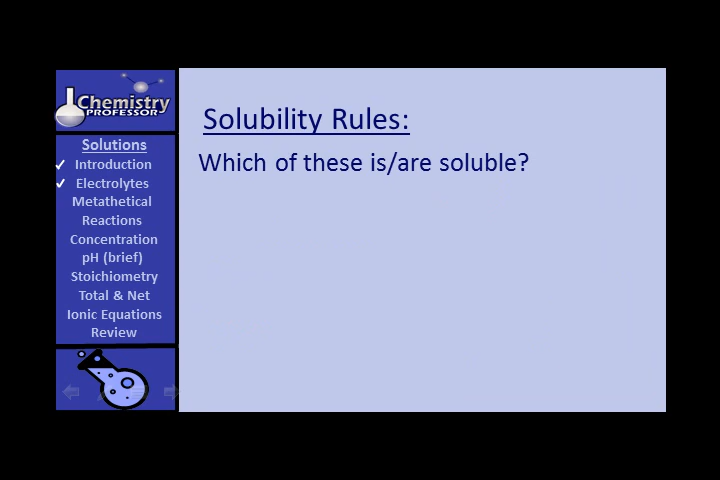 Chemistry
PROFESSOR
Solutions
Introduction
Electrolytes
Metathetical
Reactions
Concentration
pH (brief)
Stoichiometry
Total & Net
Ionic Equations
Review
Solubility Rules:
Which of these is/are soluble?